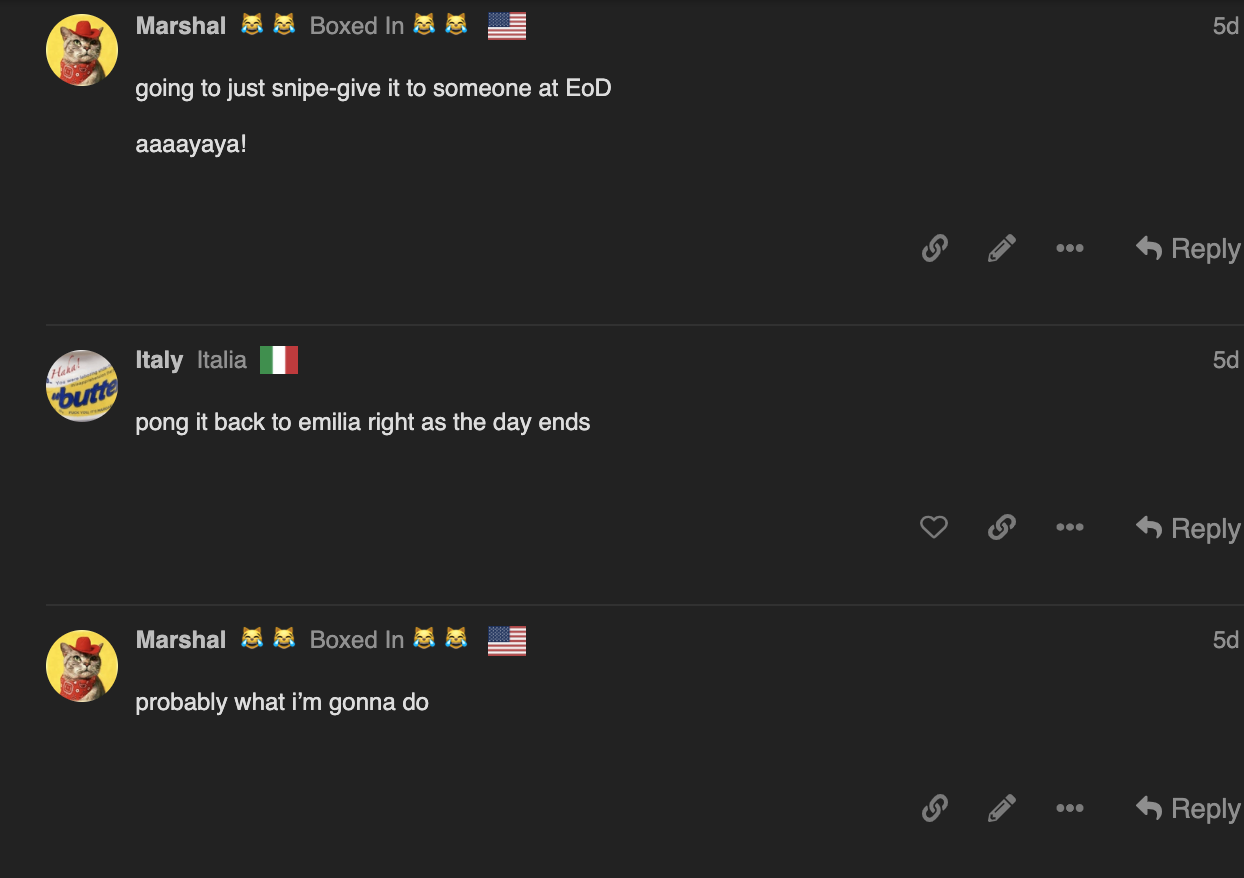 Marshal 😹 😹 Boxed In 😹 😹 🇺🇸 5d
going to just snipe-give it to someone at EoD
aaaayaya!
Reply
Italy Italia 🇮🇹 5d
Haha!
butte
pong it back to emilia right as the day ends
Reply
Marshal 😹 😹 Boxed In 😹 😹 🇺🇸 5d
probably what i’m gonna do
Reply